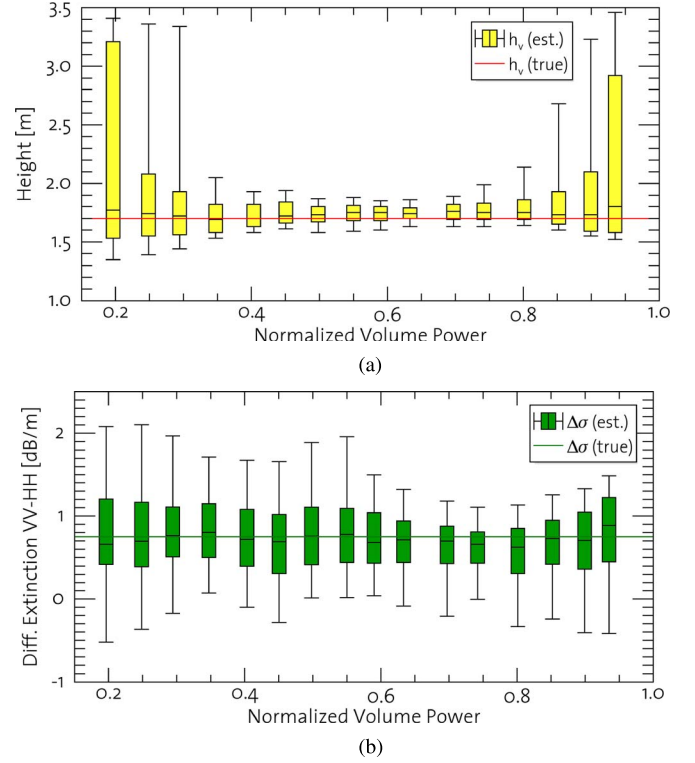 3.5
3.0
2.5
2.0
1.5
1.0
Height [m]
h_v (est.)
h_v (true)
0.2 0.4 0.6 0.8 1.0
Normalized Volume Power
(a)
2
1
0
-1
Diff. Extinction VV-HH [dB/m]
Δσ (est.)
Δσ (true)
0.2 0.4 0.6 0.8 1.0
Normalized Volume Power
(b)